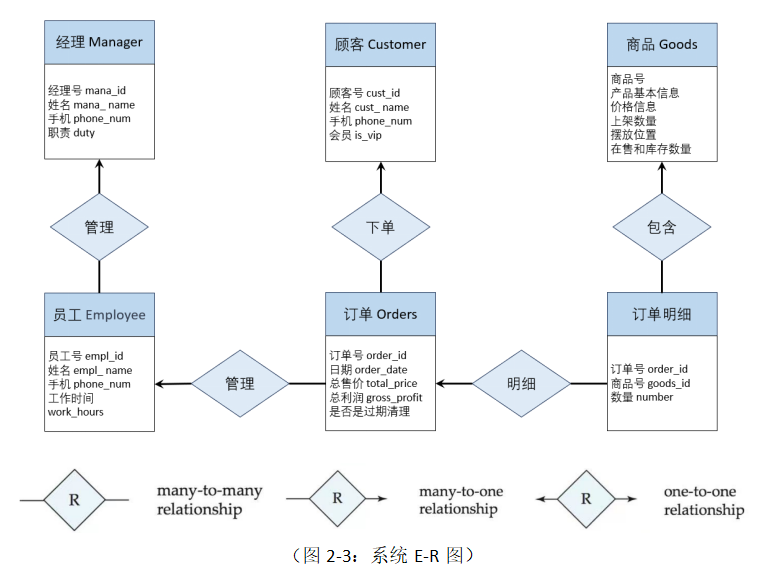 经理 Manager
经理号 mana_id
姓名 mana_ name
手机 phone_num
职责 duty
顾客 Customer
顾客号 cust_id
姓名 cust_ name
手机 phone_num
会员 is_vip
商品 Goods
商品号
产品基本信息
价格信息
上架数量
摆放位置
在售和库存数量
管理
下单
包含
员工 Employee
员工号 empl_id
姓名 empl_ name
手机 phone_num
工作时间
work_hours
管理
订单 Orders
订单号 order_id
日期 order_date
总售价 total_price
总利润 gross_profit
是否是过期清理
明细
订单明细
订单号 order_id
商品号 goods_id
数量 number
R
many-to-many
relationship
R
many-to-one
relationship
R
one-to-one
relationship
（图 2-3：系统 E-R 图）